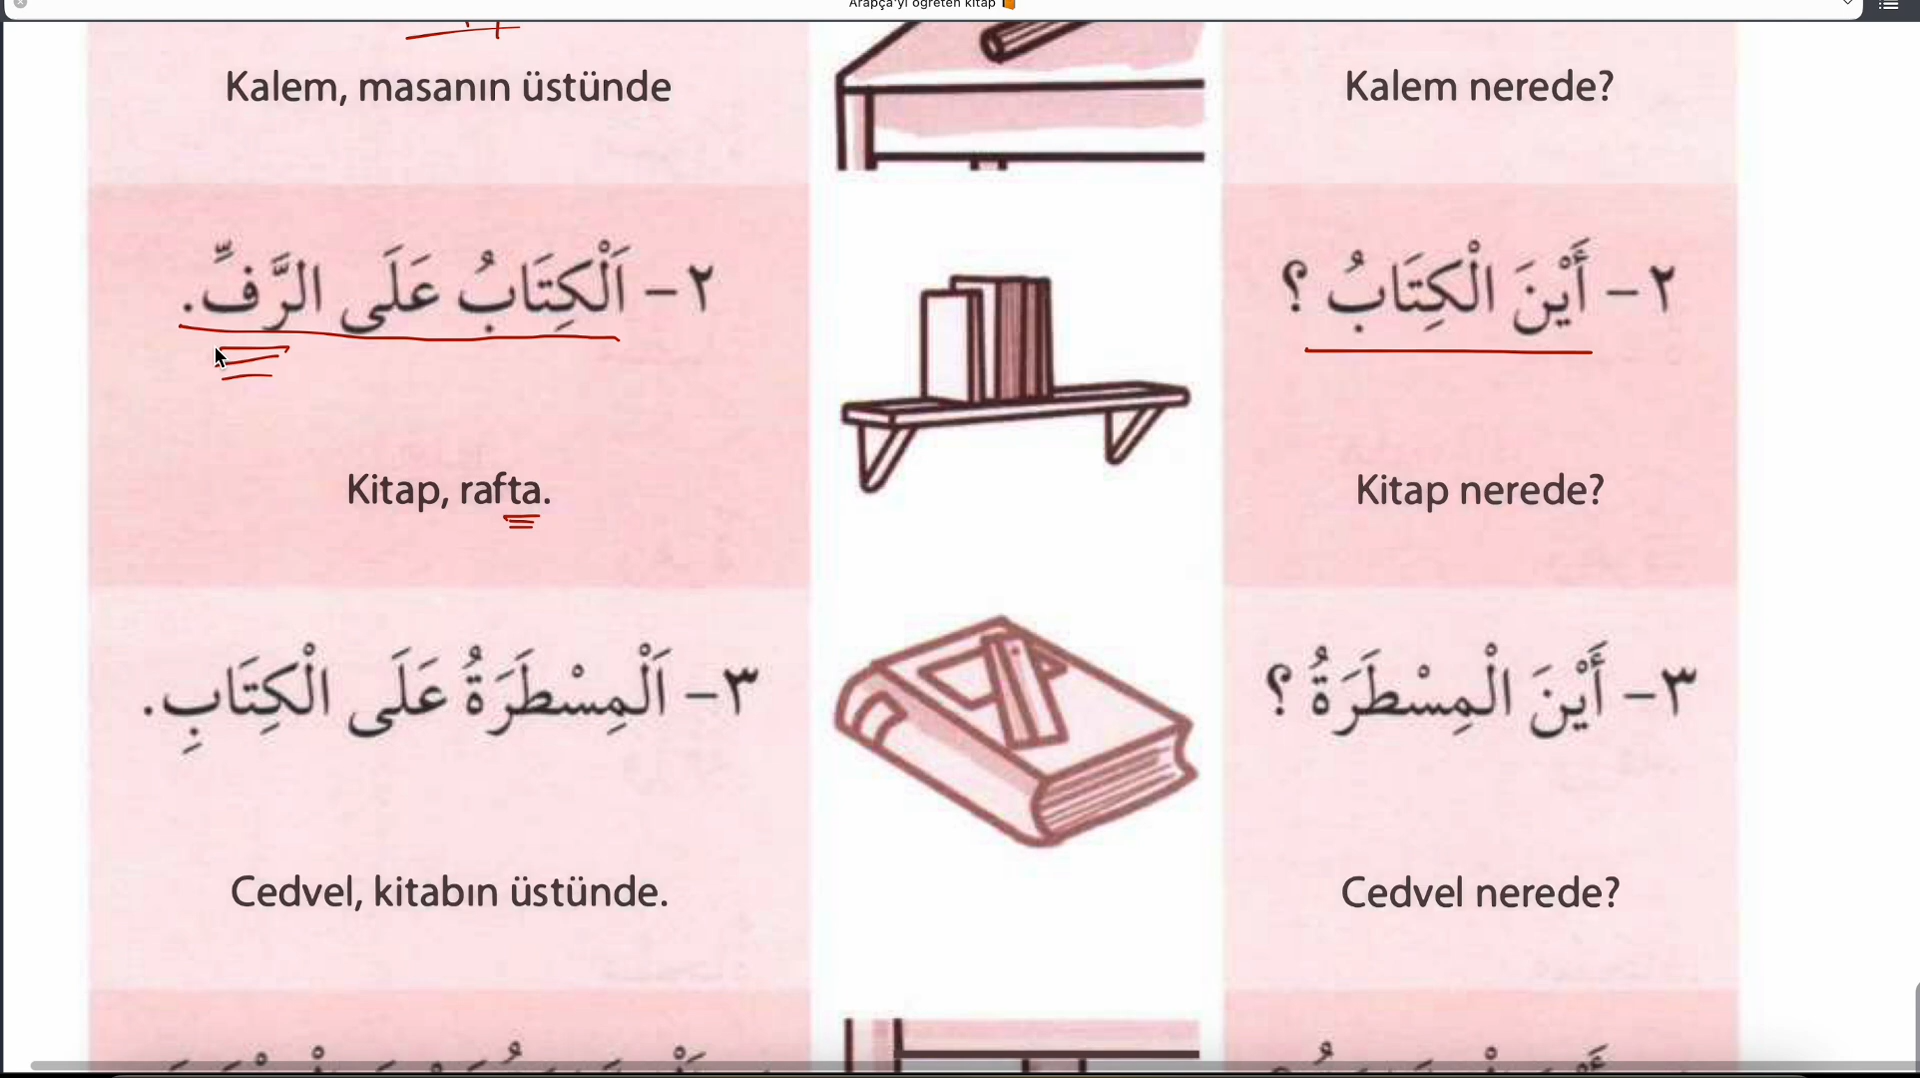 Arapça'yı öğreten kitap
Kalem nerede?
Kalem, masanın üstünde
٢- أَيْنَ الْكِتَابُ ؟
٢- اَلْكِتَابُ عَلَى الرَّفِّ.
Kitap nerede?
Kitap, rafta.
٣- أَيْنَ الْمِسْطَرَةُ ؟
٣- اَلْمِسْطَرَةُ عَلَى الْكِتَابِ.
Cedvel nerede?
Cedvel, kitabın üstünde.